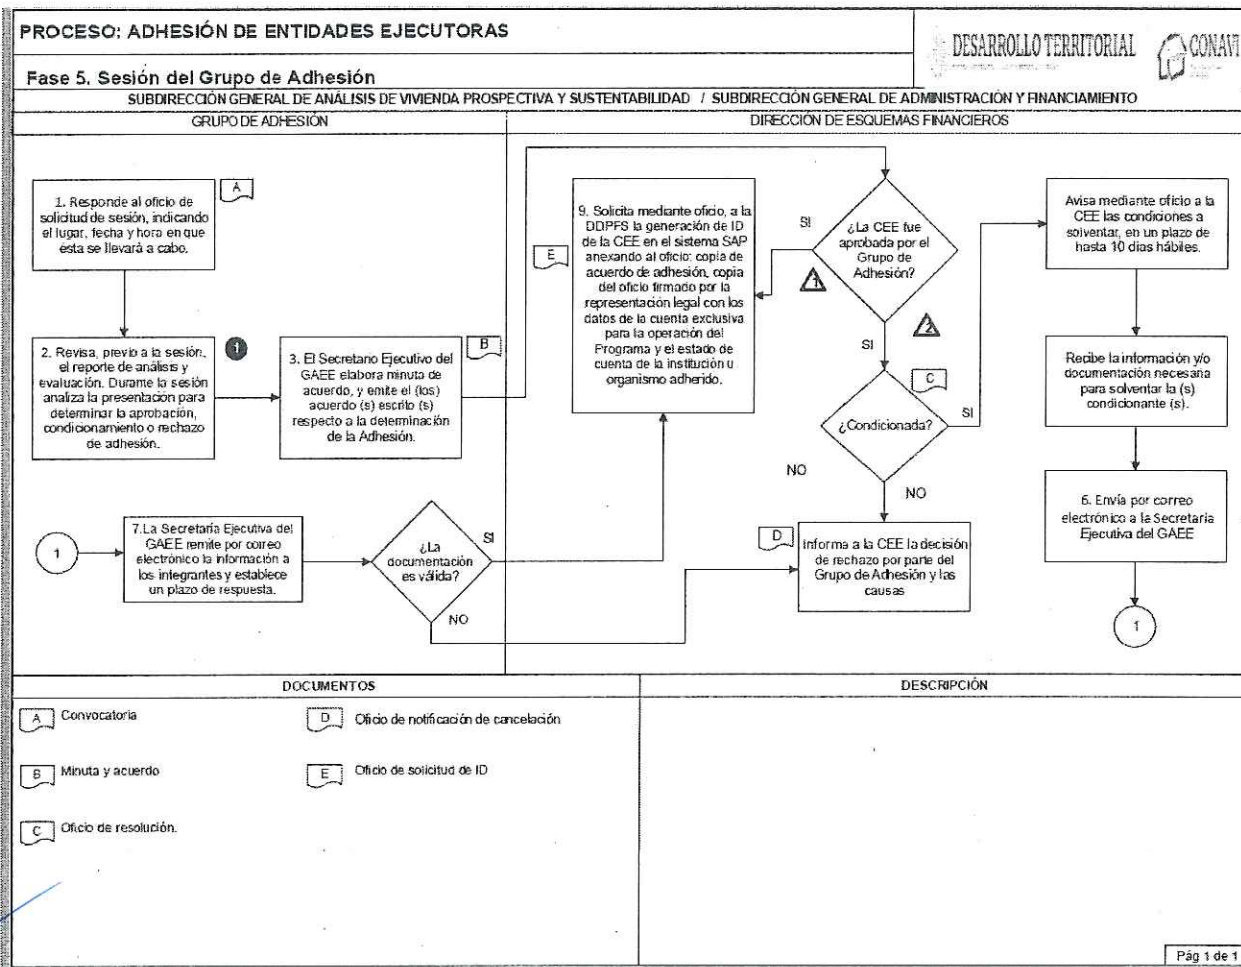 PROCESO: ADHESIÓN DE ENTIDADES EJECUTORAS
DESARROLLO TERRITORIAL
CONAVI
Fase 5. Sesión del Grupo de Adhesión
SUBDIRECCIÓN GENERAL DE ANÁLISIS DE VIVIENDA PROSPECTIVA Y SUSTENTABILIDAD / SUBDIRECCIÓN GENERAL DE ADMINISTRACIÓN Y FINANCIAMIENTO
GRUPO DE ADHESIÓN
DIRECCIÓN DE ESQUEMAS FINANCIEROS
1. Responde al oficio de
solicitud de sesión, indicando
el lugar, fecha y hora en que
ésta se llevará a cabo.
A
2. Revisa, previo a la sesión,
el reporte de análisis y
evaluación. Durante la sesión
analiza la presentación para
determinar la aprobación,
condicionamiento o rechazo
de adhesión.
1
3. El Secretario Ejecutivo del
GAEE elabora minuta de
acuerdo, y emite el (los)
acuerdo (s) escrito (s)
respecto a la determinación
de la Adhesión.
B
1
7.La Secretaría Ejecutiva del
GAEE remite por correo
electrónico la información a
los integrantes y establece
un plazo de respuesta.
¿La
documentación
es válida?
SI
NO
E
9. Solicita mediante oficio, a la
DDPFS la generación de ID
de la CEE en el sistema SAP
anexando al oficio: copia de
acuerdo de adhesión, copia
del oficio firmado por la
representación legal con los
datos de la cuenta exclusiva
para la operación del
Programa y el estado de
cuenta de la institución u
organismo adherido.
SI
¿La CEE fue
aprobada por el
Grupo de
Adhesión?
1
2
SI
C
¿Condicionada?
SI
NO
NO
D
Informa a la CEE la decisión
de rechazo por parte del
Grupo de Adhesión y las
causas
Avisa mediante oficio a la
CEE las condiciones a
solventar, en un plazo de
hasta 10 días hábiles.
Recibe la información y/o
documentación necesaria
para solventar la (s)
condicionante (s).
6. Envía por correo
electrónico a la Secretaría
Ejecutiva del GAEE
1
DOCUMENTOS
DESCRIPCIÓN
A Convocatoria
D Oficio de notificación de cancelación
B Minuta y acuerdo
E Oficio de solicitud de ID
C Oficio de resolución.
Pág 1 de 1